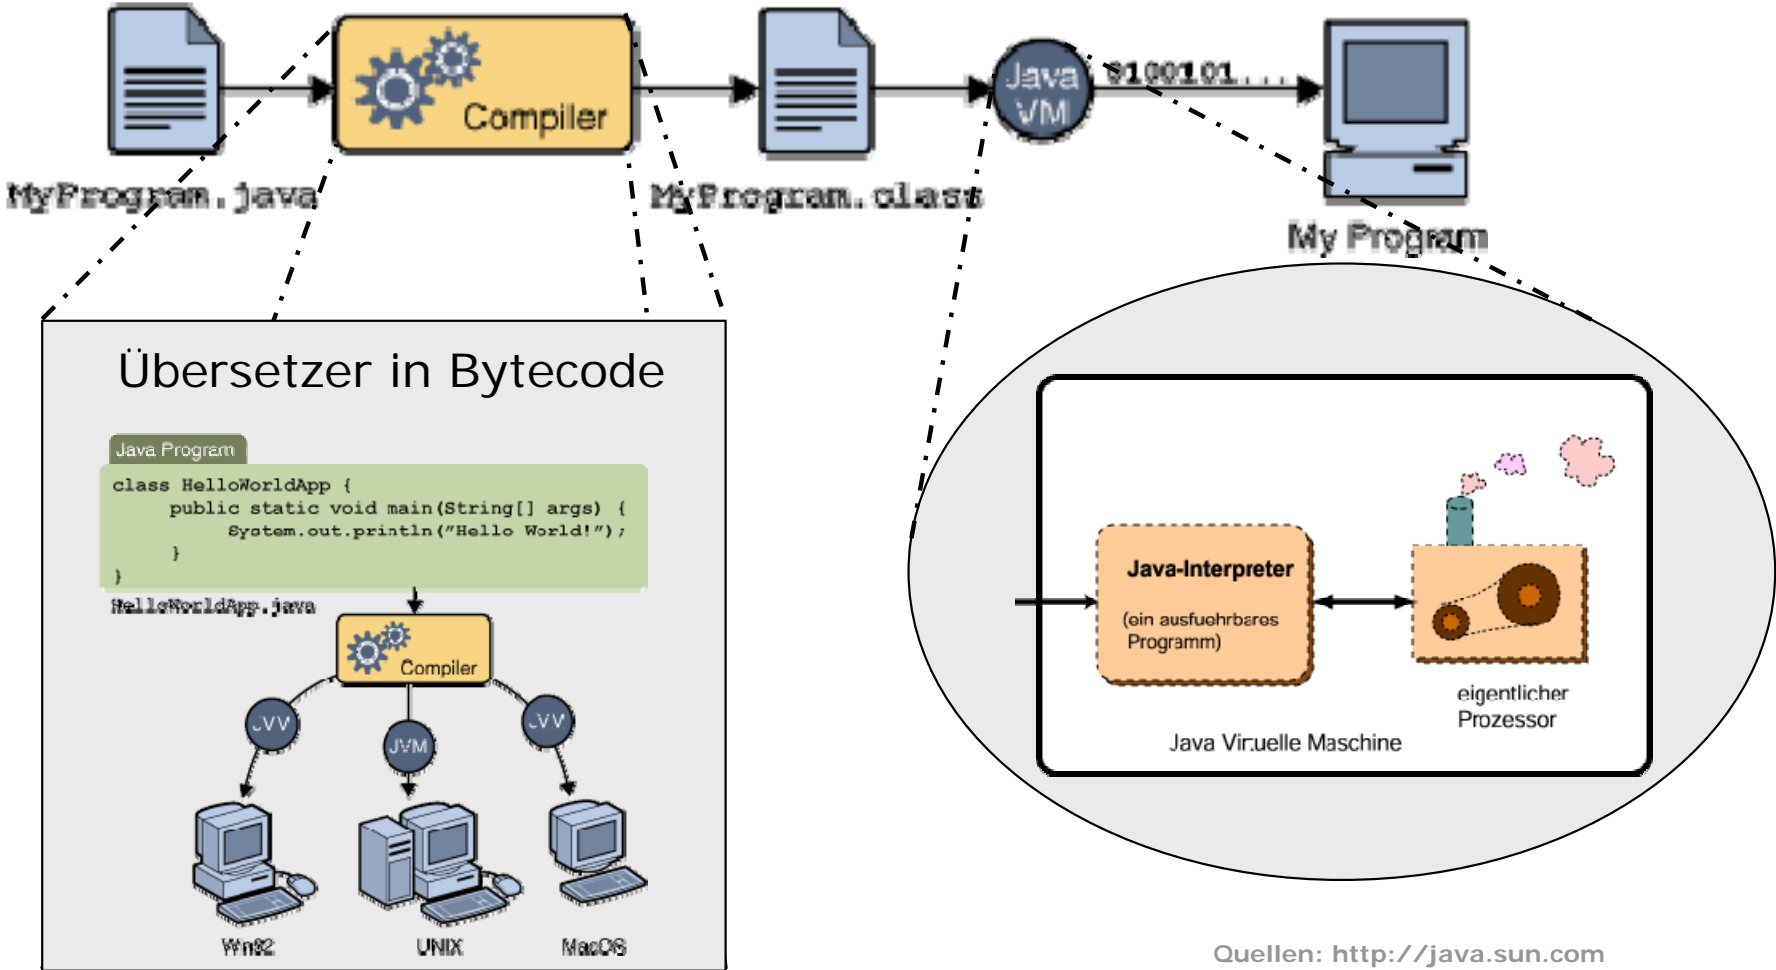 Compiler
Java
VM
0100101...
MyProgram.java
MyProgram.class
My Program
Übersetzer in Bytecode
Java Program
class HelloWorldApp {
public static void main(String[] args) {
System.out.println("Hello World!");
}
}
HelloWorldApp.java
Compiler
JVM
JVM
JVM
Win32
UNIX
MacOS
Java-Interpreter
(ein ausfuehrbares
Programm)
eigentlicher
Prozessor
Java Virtuelle Maschine
Quellen: http://java.sun.com